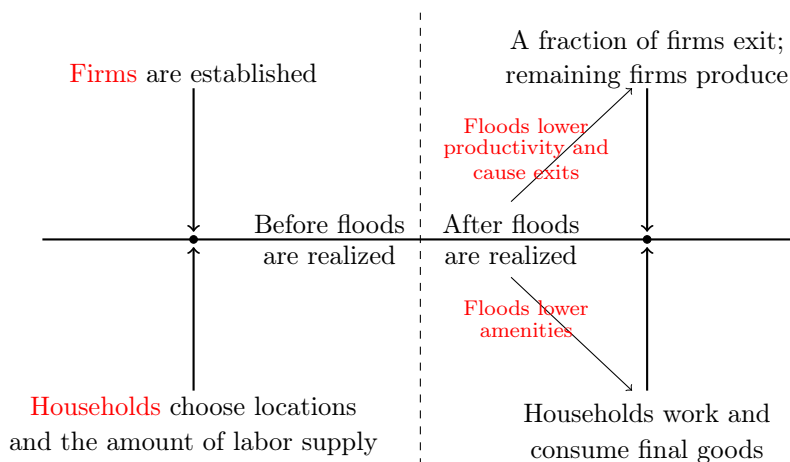 Firms are established
A fraction of firms exit;
remaining firms produce
Floods lower
productivity and
cause exits
Before floods
are realized
After floods
are realized
Floods lower
amenities
Households choose locations
and the amount of labor supply
Households work and
consume final goods